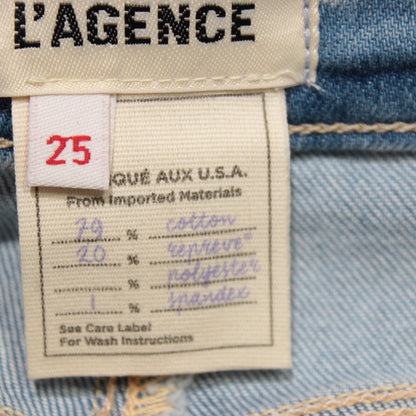 L'AGENCE
25
QUÉ AUX U.S.A.
From Imported Materials
79 % cotton
20 % repreve®
% polyester
1 % spandex
See Care Label
For Wash Instructions